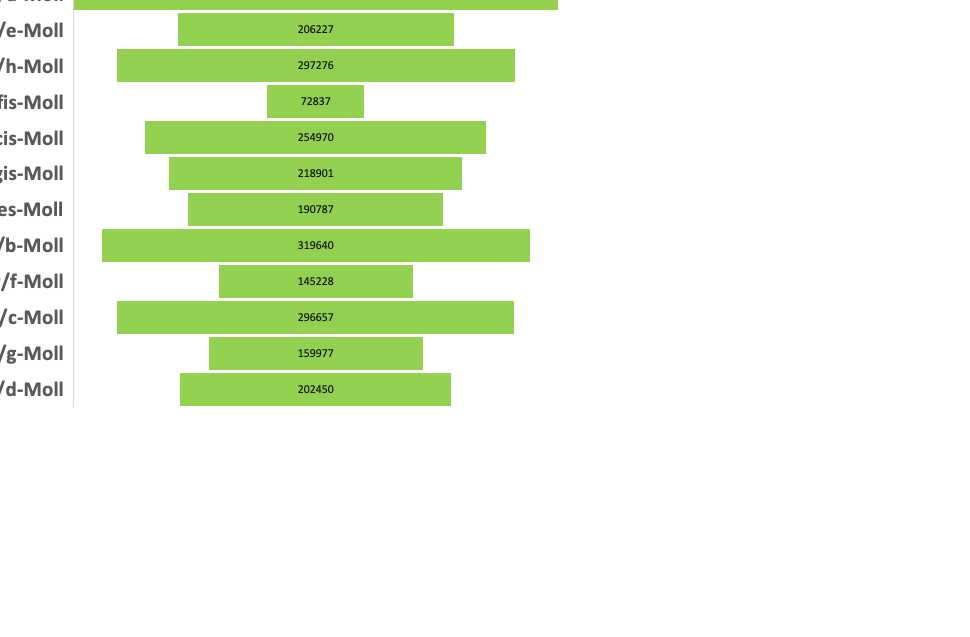 /e-Moll 206227
/h-Moll 297276
fis-Moll 72837
cis-Moll 254970
gis-Moll 218901
es-Moll 190787
/b-Moll 319640
/f-Moll 145228
/c-Moll 296657
/g-Moll 159977
/d-Moll 202450